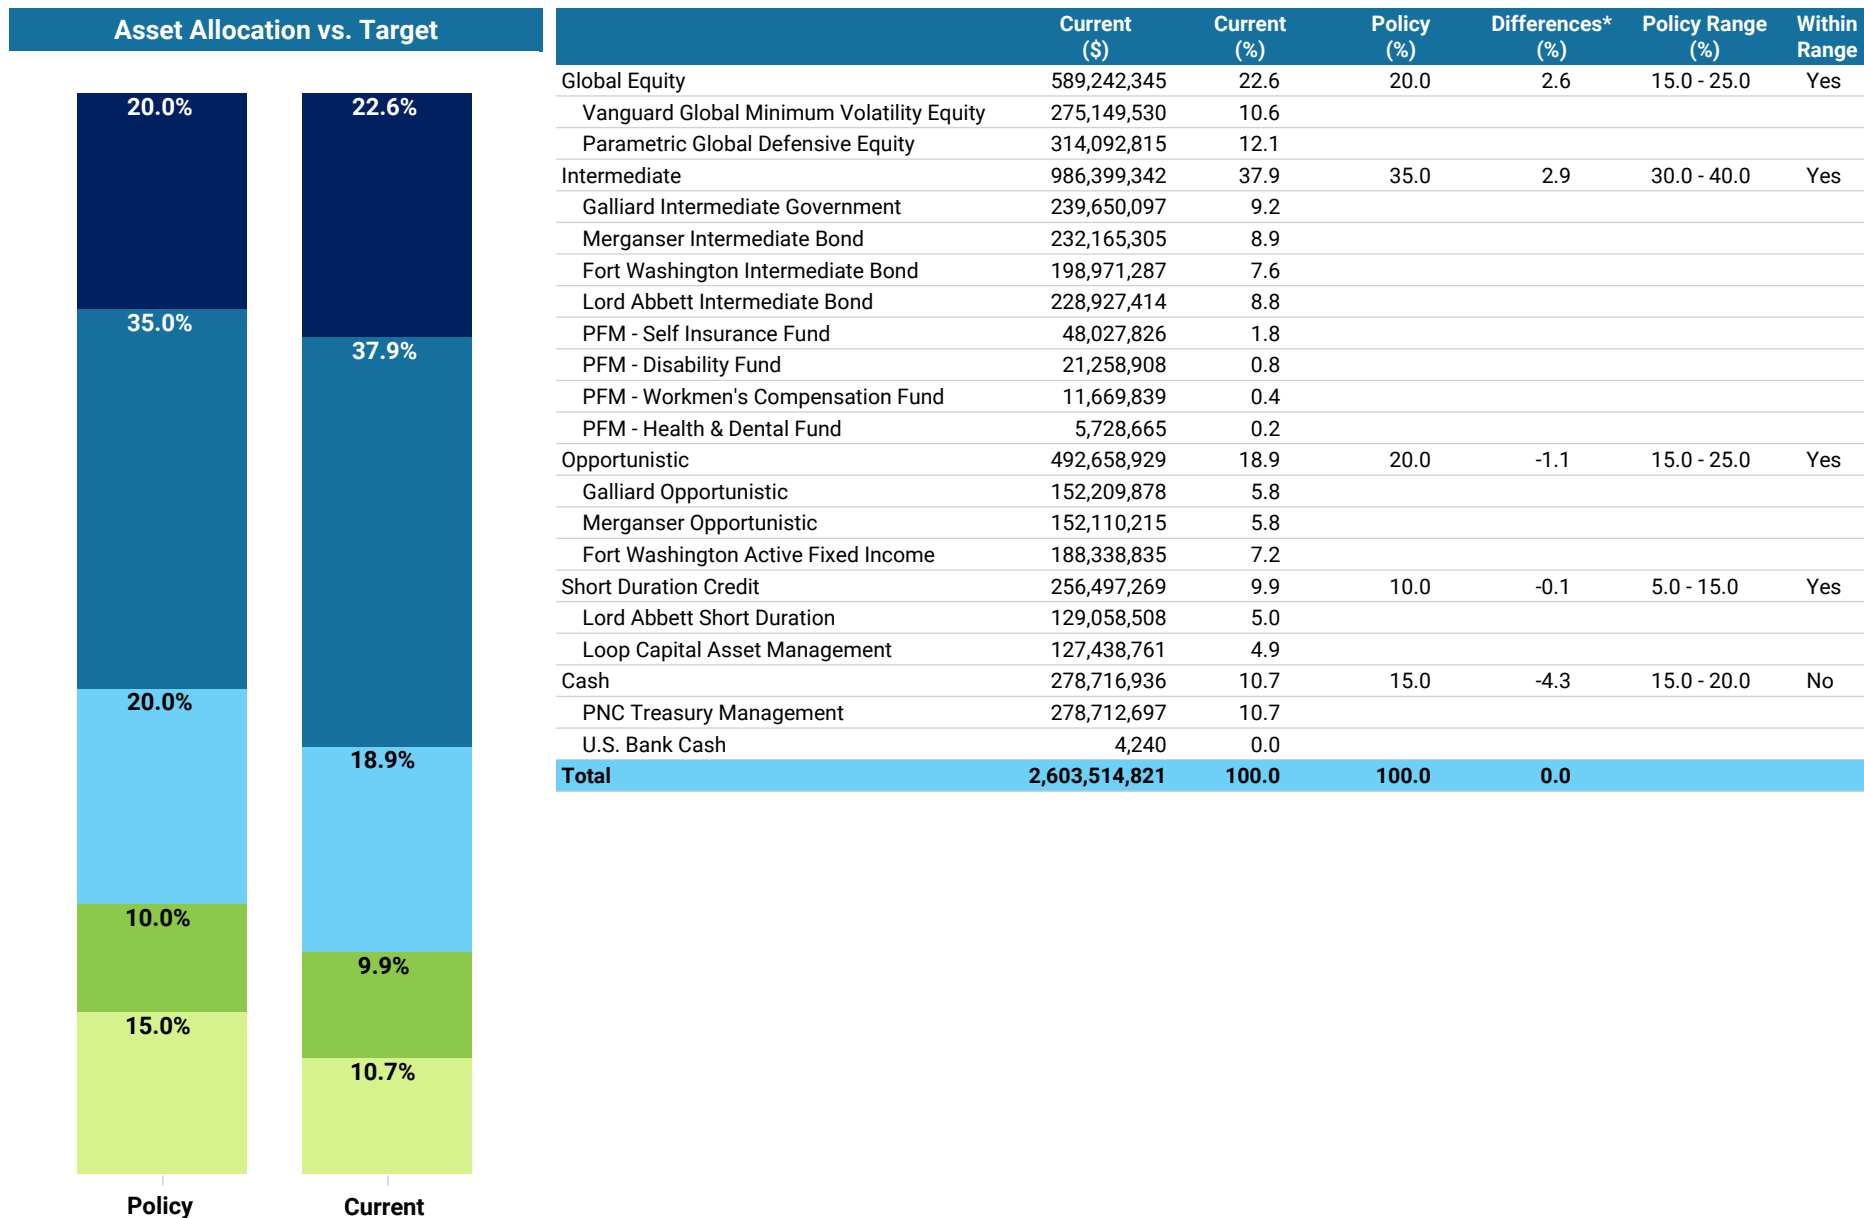 Asset Allocation vs. Target
20.0%
35.0%
20.0%
10.0%
15.0%
Policy
22.6%
37.9%
18.9%
9.9%
10.7%
Current
Current ($) Current (%) Policy (%) Differences* (%) Policy Range (%) Within Range
Global Equity 589,242,345 22.6 20.0 2.6 15.0 - 25.0 Yes
Vanguard Global Minimum Volatility Equity 275,149,530 10.6
Parametric Global Defensive Equity 314,092,815 12.1
Intermediate 986,399,342 37.9 35.0 2.9 30.0 - 40.0 Yes
Galliard Intermediate Government 239,650,097 9.2
Merganser Intermediate Bond 232,165,305 8.9
Fort Washington Intermediate Bond 198,971,287 7.6
Lord Abbett Intermediate Bond 228,927,414 8.8
PFM - Self Insurance Fund 48,027,826 1.8
PFM - Disability Fund 21,258,908 0.8
PFM - Workmen's Compensation Fund 11,669,839 0.4
PFM - Health & Dental Fund 5,728,665 0.2
Opportunistic 492,658,929 18.9 20.0 -1.1 15.0 - 25.0 Yes
Galliard Opportunistic 152,209,878 5.8
Merganser Opportunistic 152,110,215 5.8
Fort Washington Active Fixed Income 188,338,835 7.2
Short Duration Credit 256,497,269 9.9 10.0 -0.1 5.0 - 15.0 Yes
Lord Abbett Short Duration 129,058,508 5.0
Loop Capital Asset Management 127,438,761 4.9
Cash 278,716,936 10.7 15.0 -4.3 15.0 - 20.0 No
PNC Treasury Management 278,712,697 10.7
U.S. Bank Cash 4,240 0.0
Total 2,603,514,821 100.0 100.0 0.0